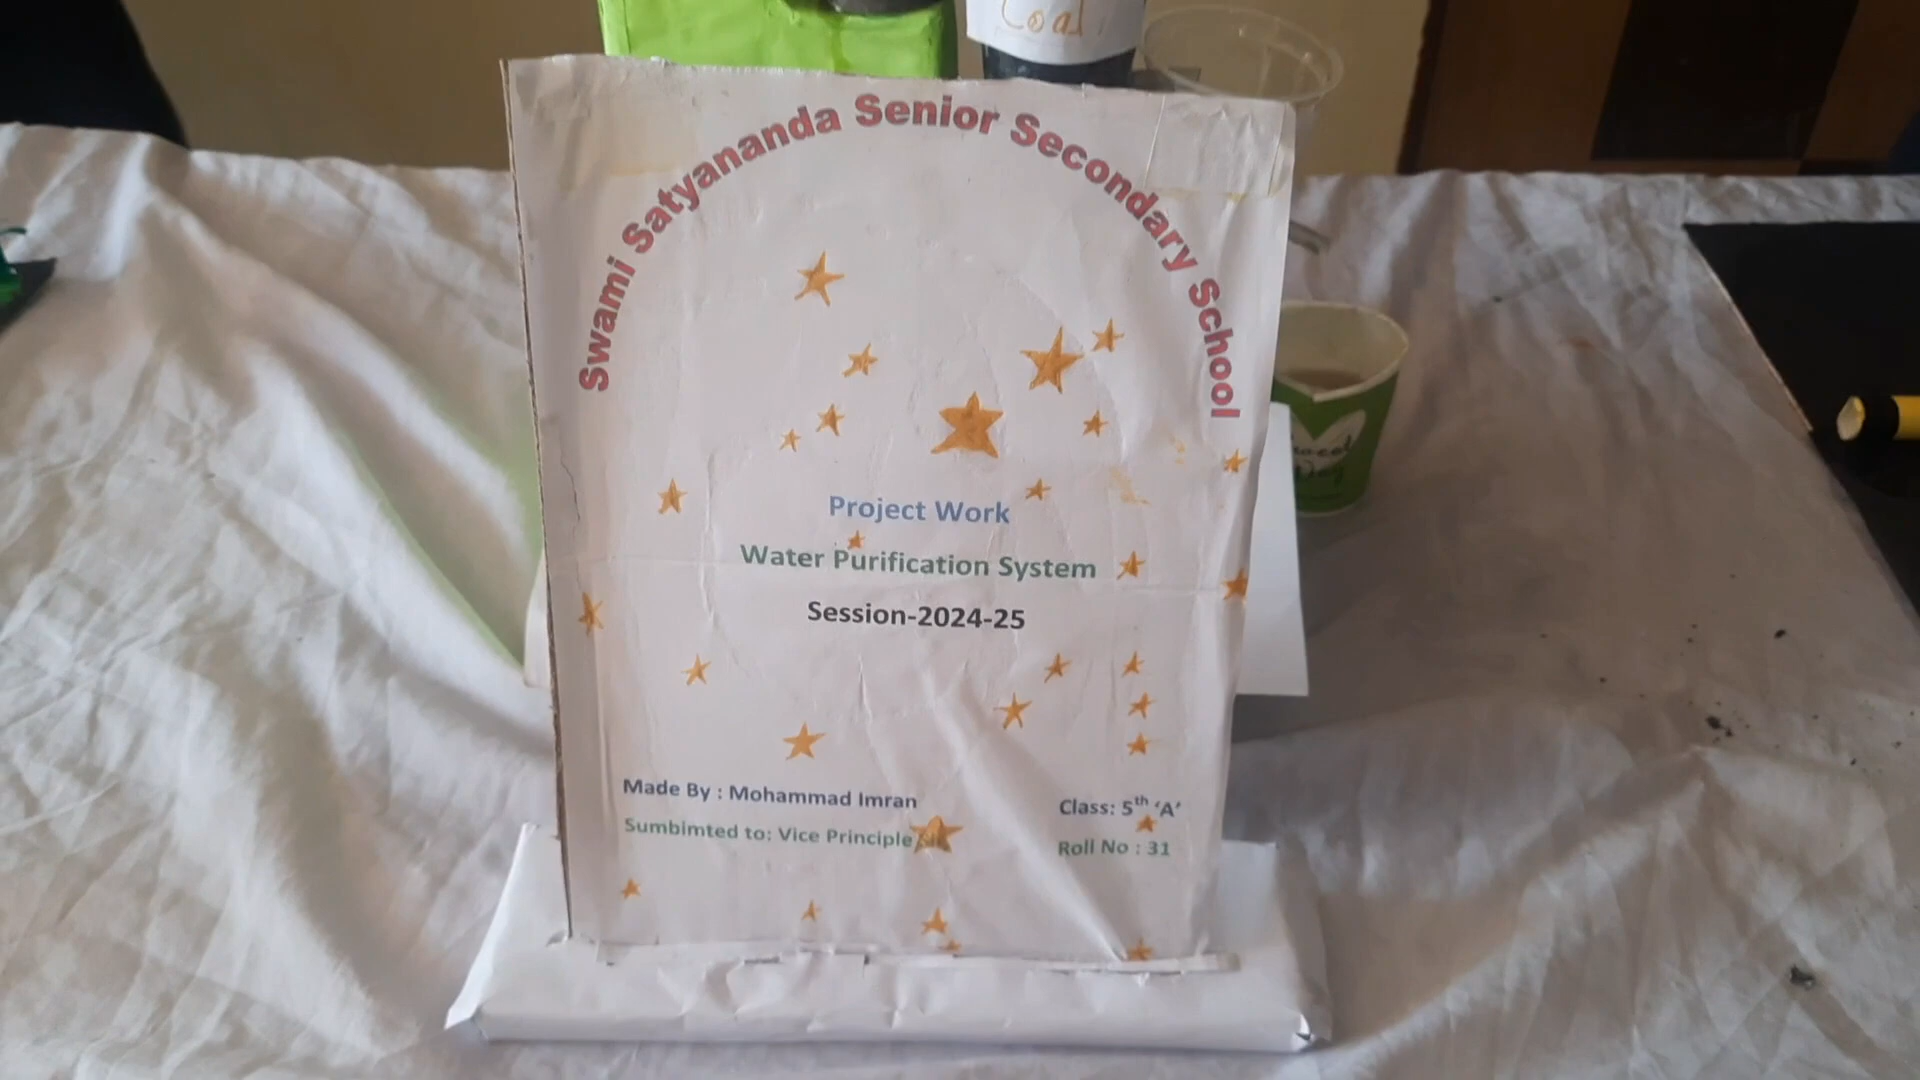 Coal
Swami Satyananda Senior Secondary School
Project Work
Water Purification System
Session-2024-25
Made By : Mohammad Imran
Class: 5th ‘A’
Sumbimted to: Vice Principle
Roll No : 31